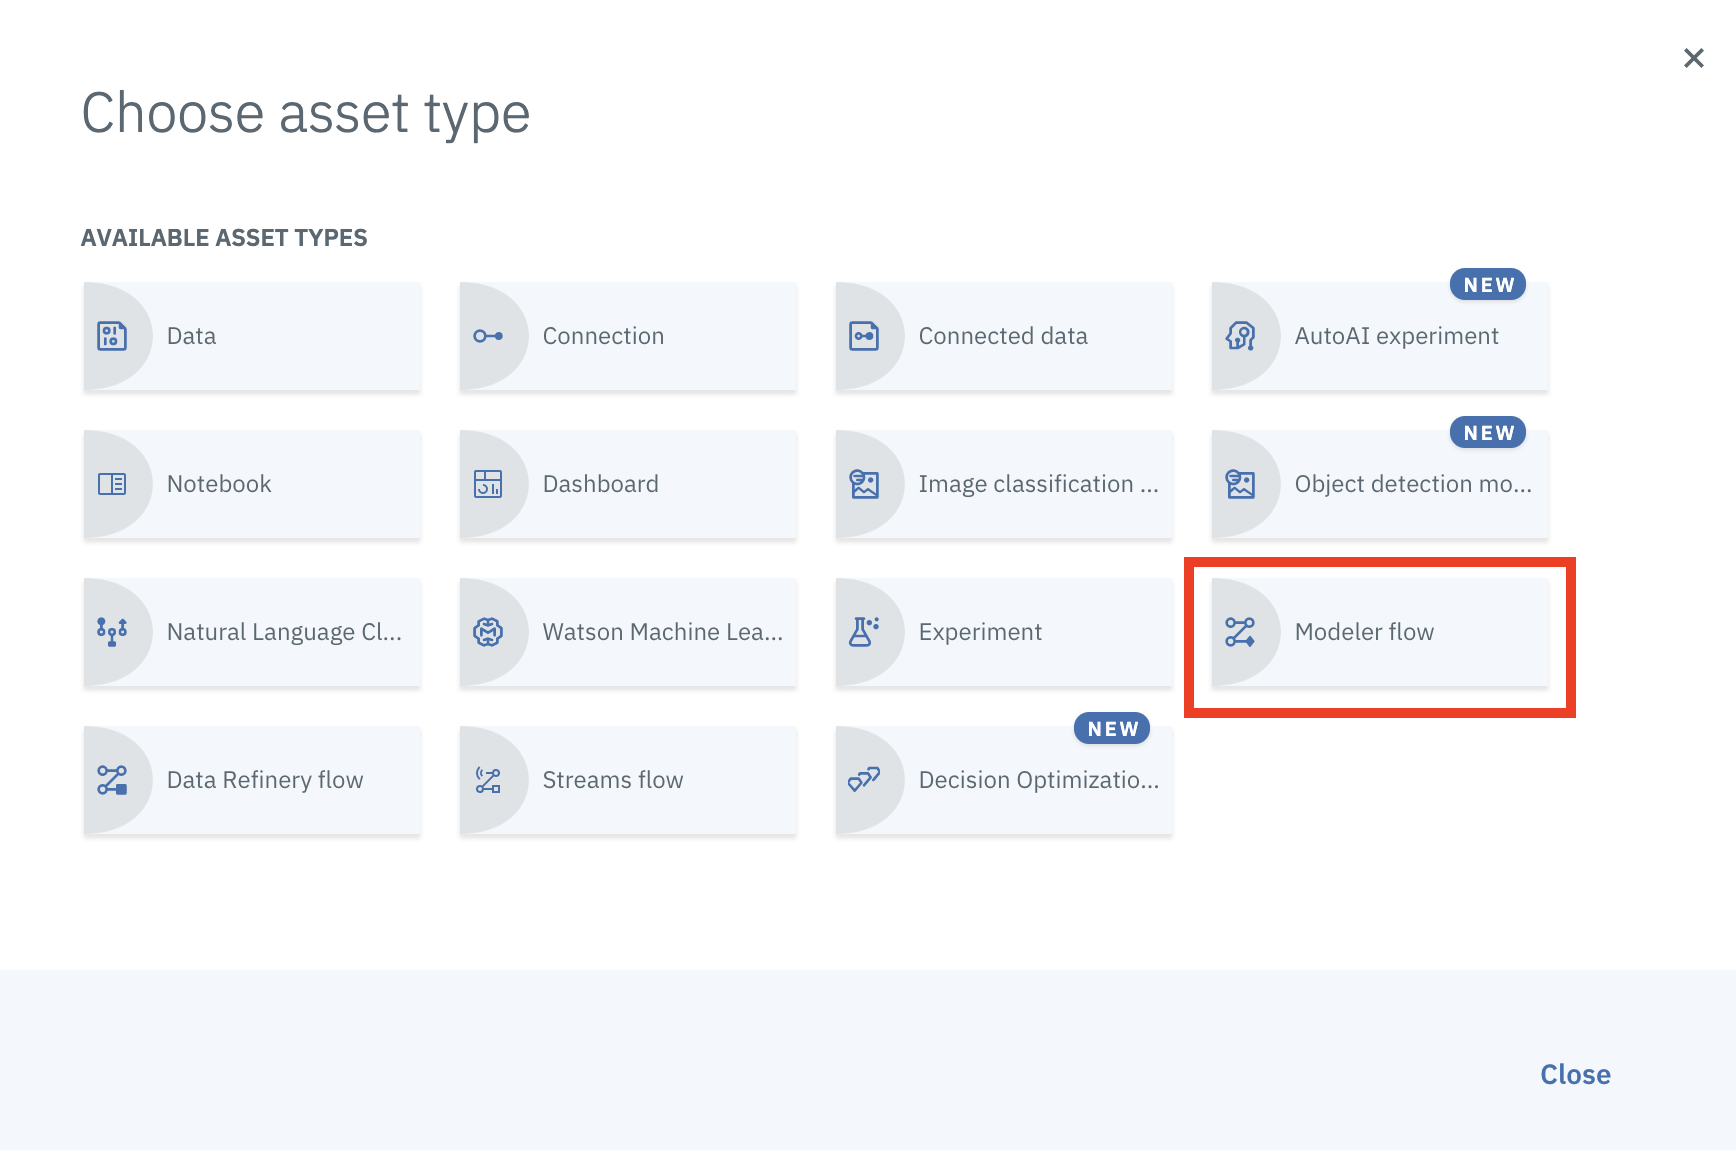 Choose asset type
AVAILABLE ASSET TYPES
Data
Connection
Connected data
NEW
AutoAI experiment
Notebook
Dashboard
Image classification ...
NEW
Object detection mo...
Natural Language Cl...
Watson Machine Lea...
Experiment
Modeler flow
Data Refinery flow
Streams flow
NEW
Decision Optimizatio...
Close